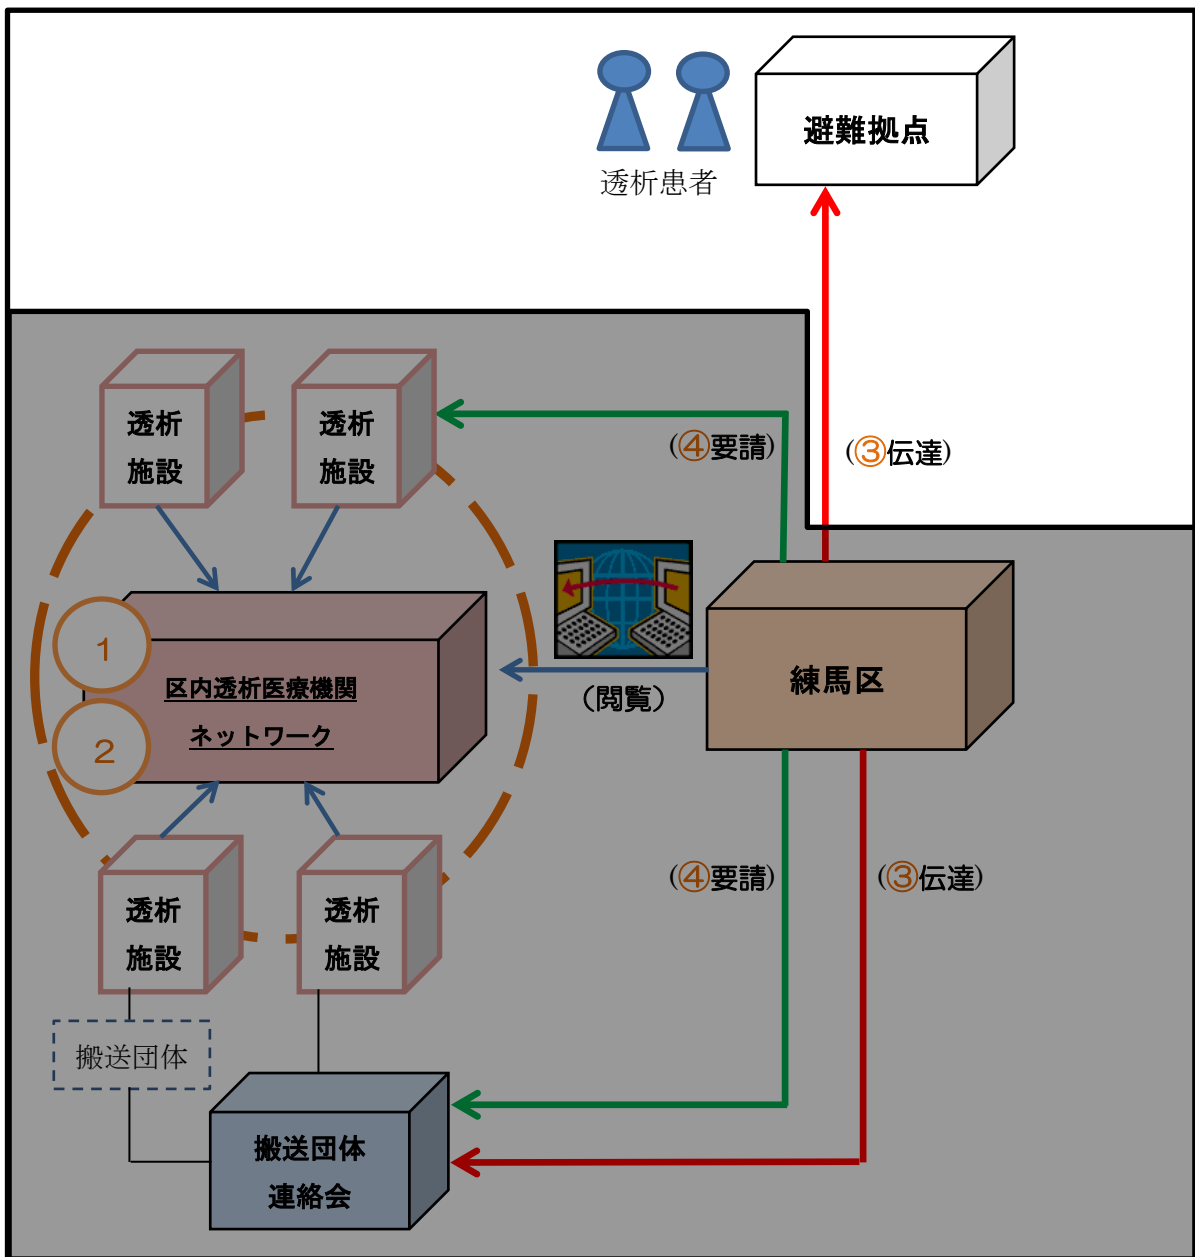 避難拠点
透析患者
透析
施設
透析
施設
(④要請)
(③伝達)
1
区内透析医療機関
ネットワーク
2
(閲覧)
練馬区
透析
施設
透析
施設
(④要請)
(③伝達)
搬送団体
搬送団体
連絡会